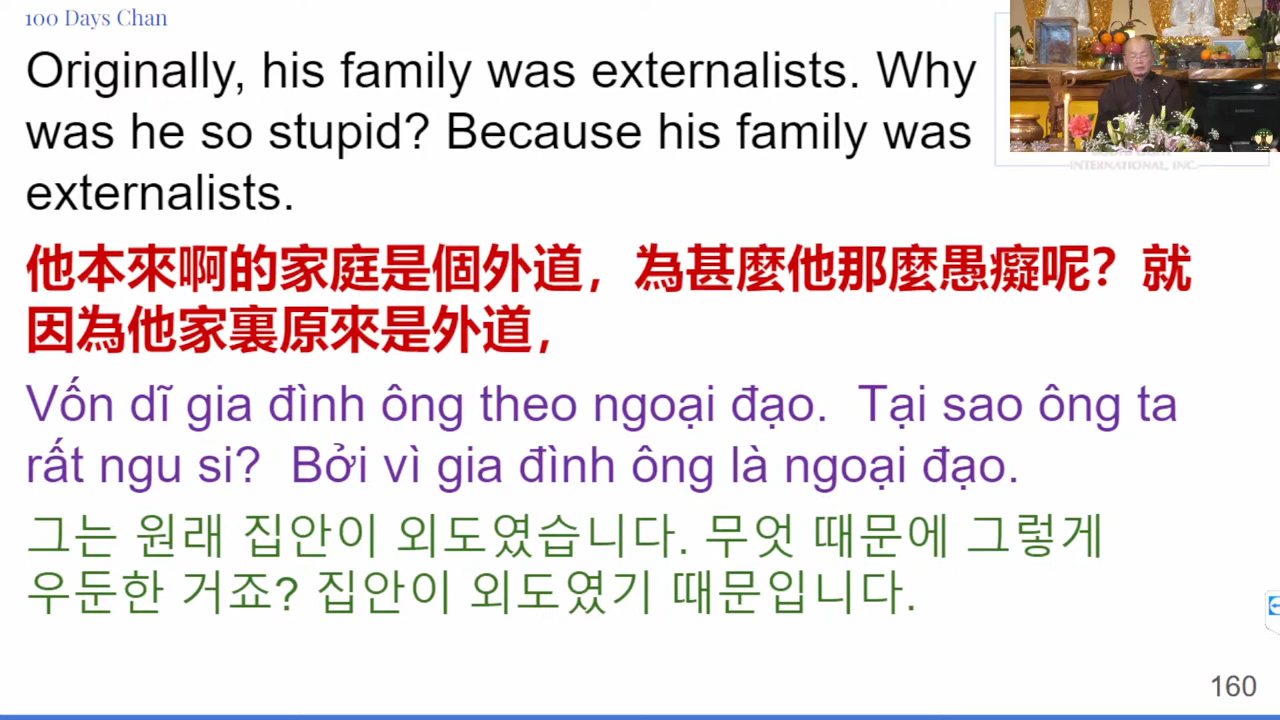 100 Days Chan
Originally, his family was externalists. Why
was he so stupid? Because his family was
externalists.
他本來啊的家庭是個外道，為甚麼他那麼愚癡呢？就
因為他家裏原來是外道，
Vốn dĩ gia đình ông theo ngoại đạo. Tại sao ông ta
rất ngu si? Bởi vì gia đình ông là ngoại đạo.
그는 원래 집안이 외도였습니다. 무엇 때문에 그렇게
우둔한 거죠? 집안이 외도였기 때문입니다.
INTERNATIONAL, INC.
160